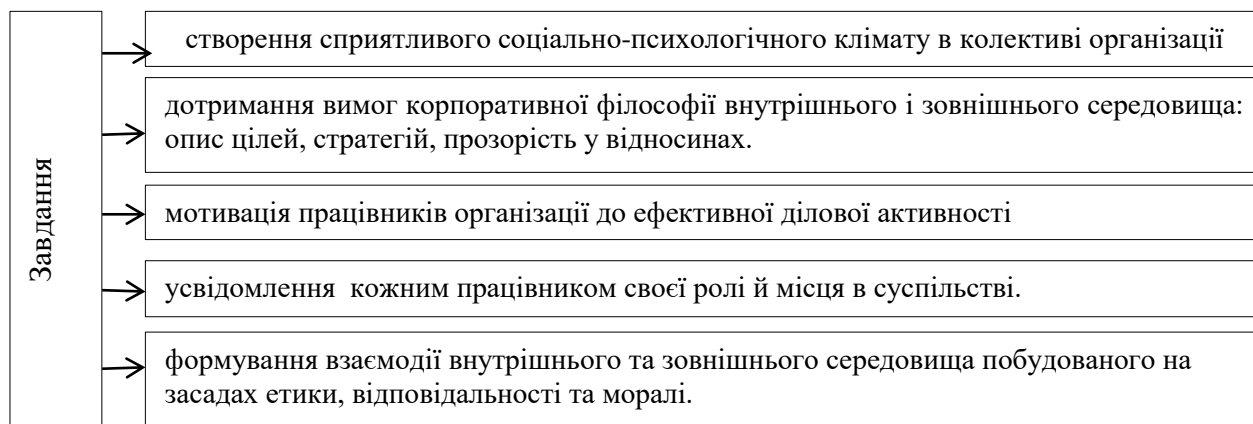 Завдання
створення сприятливого соціально-психологічного клімату в колективі організації
дотримання вимог корпоративної філософії внутрішнього і зовнішнього середовища:
опис цілей, стратегій, прозорість у відносинах.
мотивація працівників організації до ефективної ділової активності
усвідомлення  кожним працівником своєї ролі й місця в суспільстві.
формування взаємодії внутрішнього та зовнішнього середовища побудованого на
засадах етики, відповідальності та моралі.